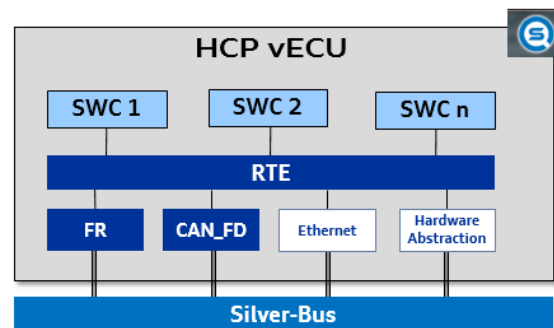 HCP vECU
S
SWC 1
SWC 2
SWC n
RTE
FR
CAN_FD
Ethernet
Hardware
Abstraction
Silver-Bus